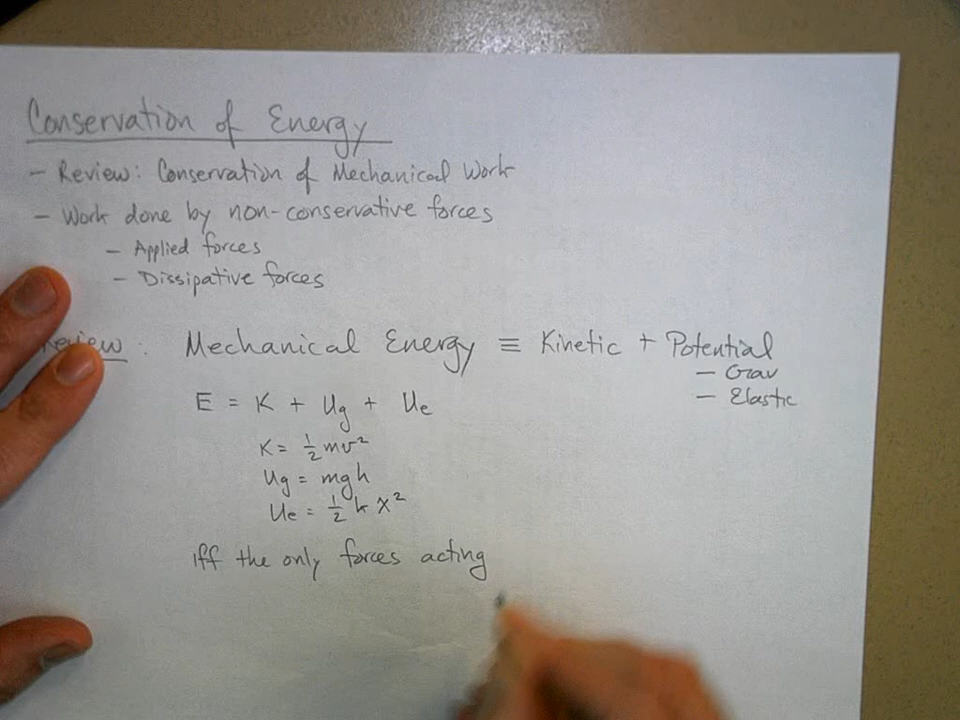 Conservation of Energy
- Review: Conservation of Mechanical Work
- Work done by non-conservative forces
- Applied forces
- Dissipative forces
Review: Mechanical Energy ≡ Kinetic + Potential
- Grav
- Elastic
E = K + Ug + Ue
K = ½mv²
Ug = mgh
Ue = ½kx²
iff the only forces acting